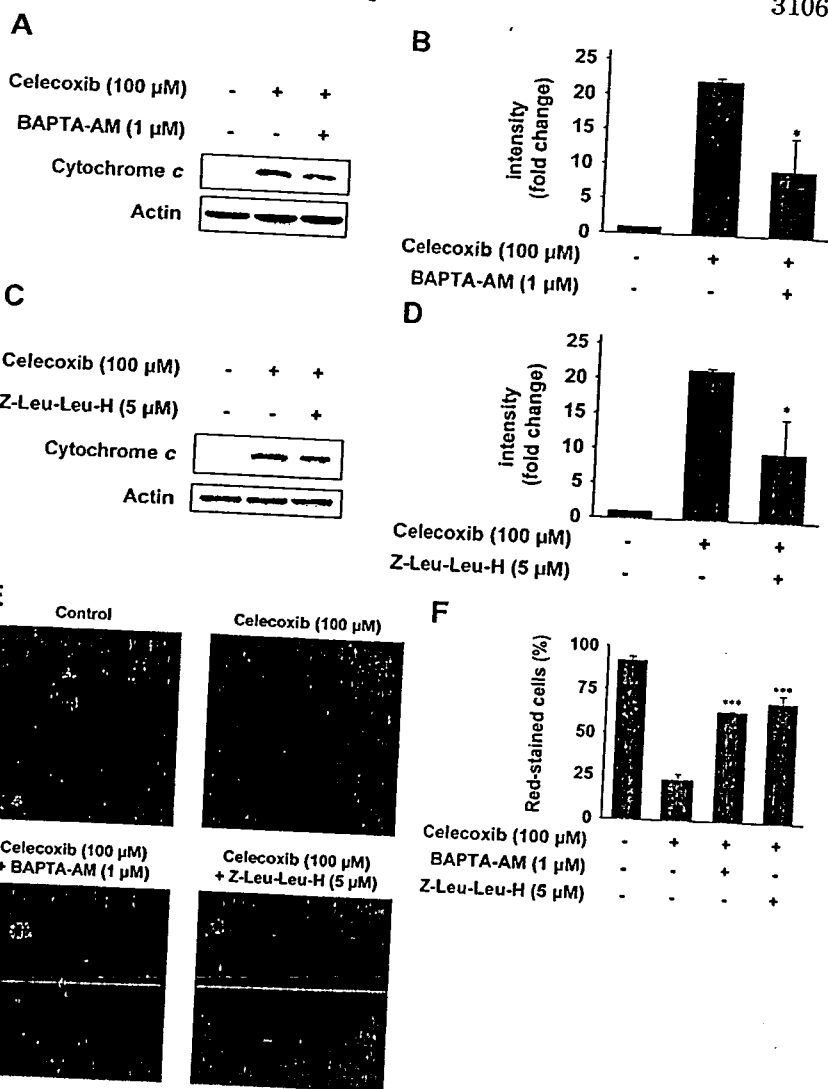 3106
A
Celecoxib (100 µM) - + +
BAPTA-AM (1 µM) - - +
Cytochrome c
Actin
B
intensity
(fold change)
25
20
15
10
5
0
*
Celecoxib (100 µM) - + +
BAPTA-AM (1 µM) - - +
C
Celecoxib (100 µM) - + +
Z-Leu-Leu-H (5 µM) - - +
Cytochrome c
Actin
D
intensity
(fold change)
25
20
15
10
5
0
*
Celecoxib (100 µM) - + +
Z-Leu-Leu-H (5 µM) - - +
Control
Celecoxib (100 µM)
Celecoxib (100 µM)
+ BAPTA-AM (1 µM)
Celecoxib (100 µM)
+ Z-Leu-Leu-H (5 µM)
F
Red-stained cells (%)
100
75
50
25
0
*** ***
Celecoxib (100 µM) - + + +
BAPTA-AM (1 µM) - - + -
Z-Leu-Leu-H (5 µM) - - - +